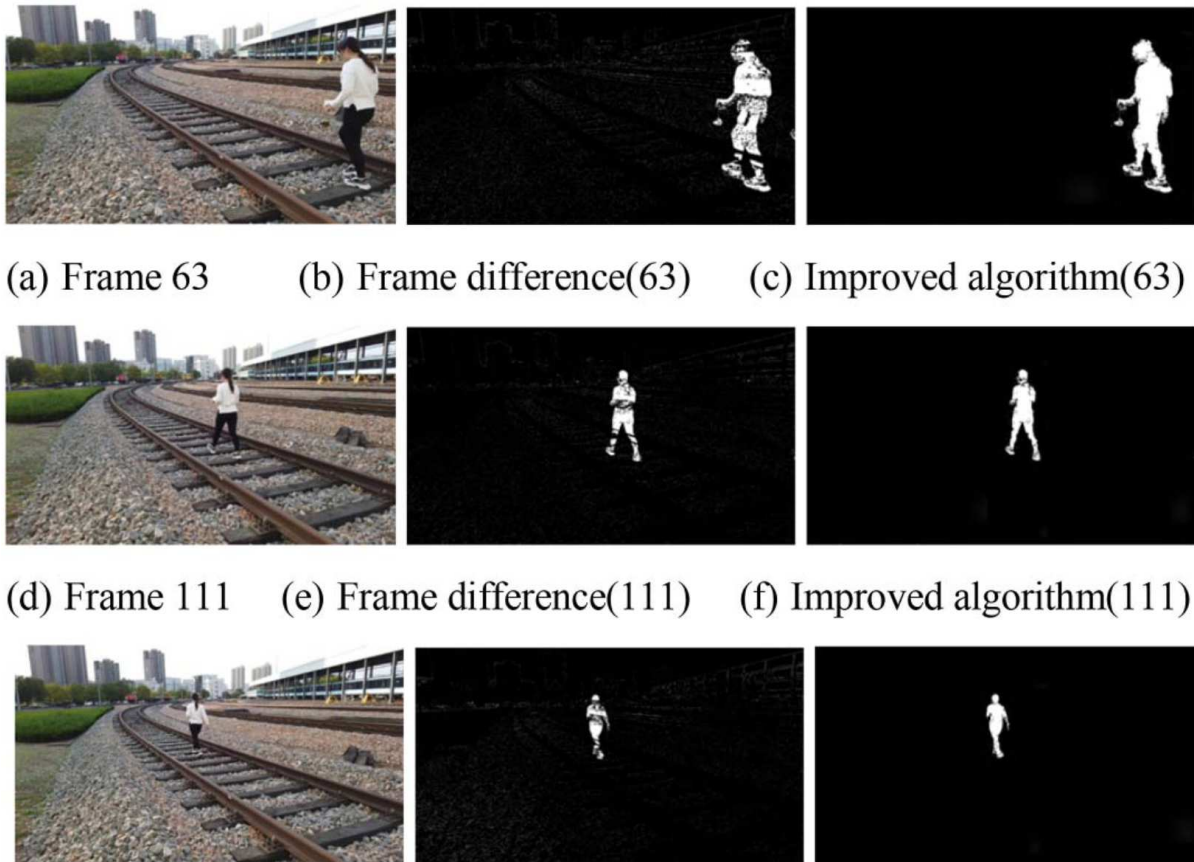 (a) Frame 63 (b) Frame difference(63) (c) Improved algorithm(63)
(d) Frame 111 (e) Frame difference(111) (f) Improved algorithm(111)